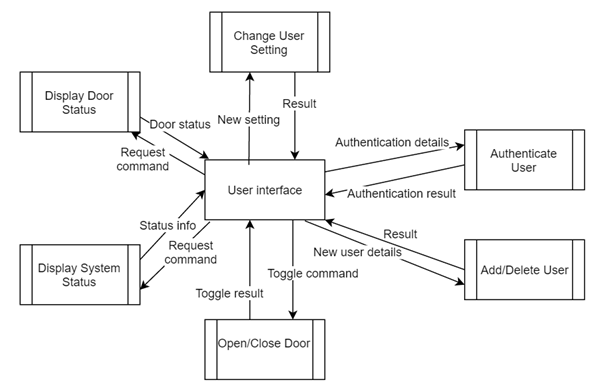 Change User
Setting
Display Door
Status
Door status
New setting
Result
Request
command
Authentication details
Authenticate
User
User interface
Authentication result
Status info
Request
command
Result
New user details
Display System
Status
Toggle command
Add/Delete User
Toggle result
Open/Close Door